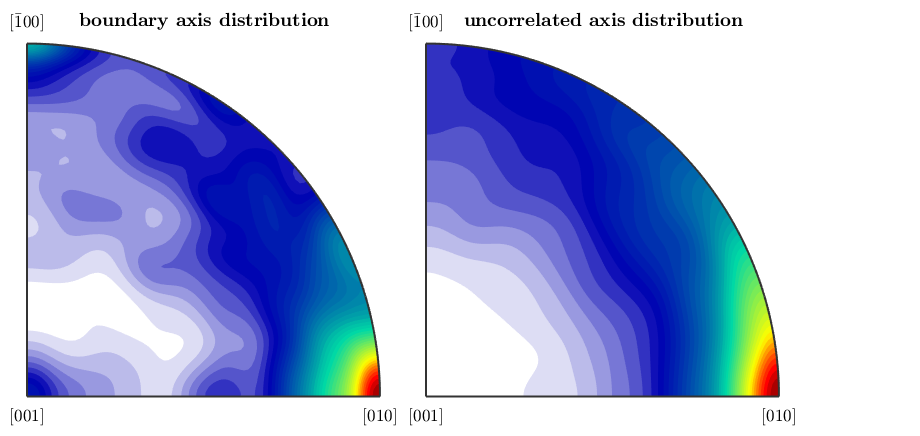 [1̄00] boundary axis distribution
[1̄00] uncorrelated axis distribution
[001] [010]
[001] [010]